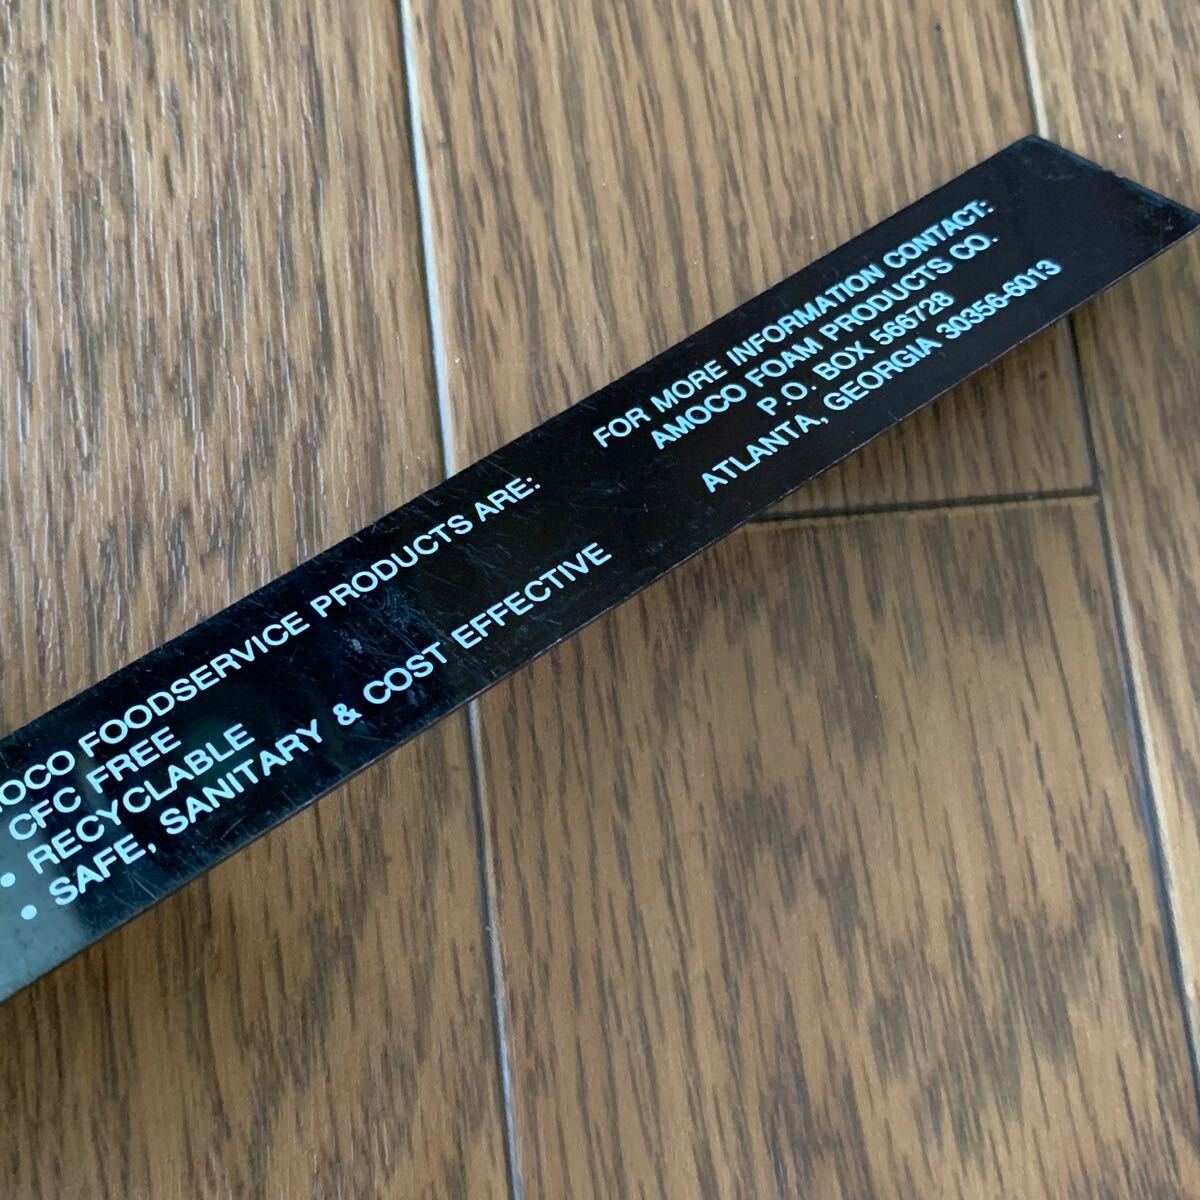 FOODSERVICE PRODUCTS ARE:
CFC FREE
• RECYCLABLE
• SAFE, SANITARY & COST EFFECTIVE
FOR MORE INFORMATION CONTACT:
AMOCO FOAM PRODUCTS CO.
P.O. BOX 566728
ATLANTA, GEORGIA 30356-6013